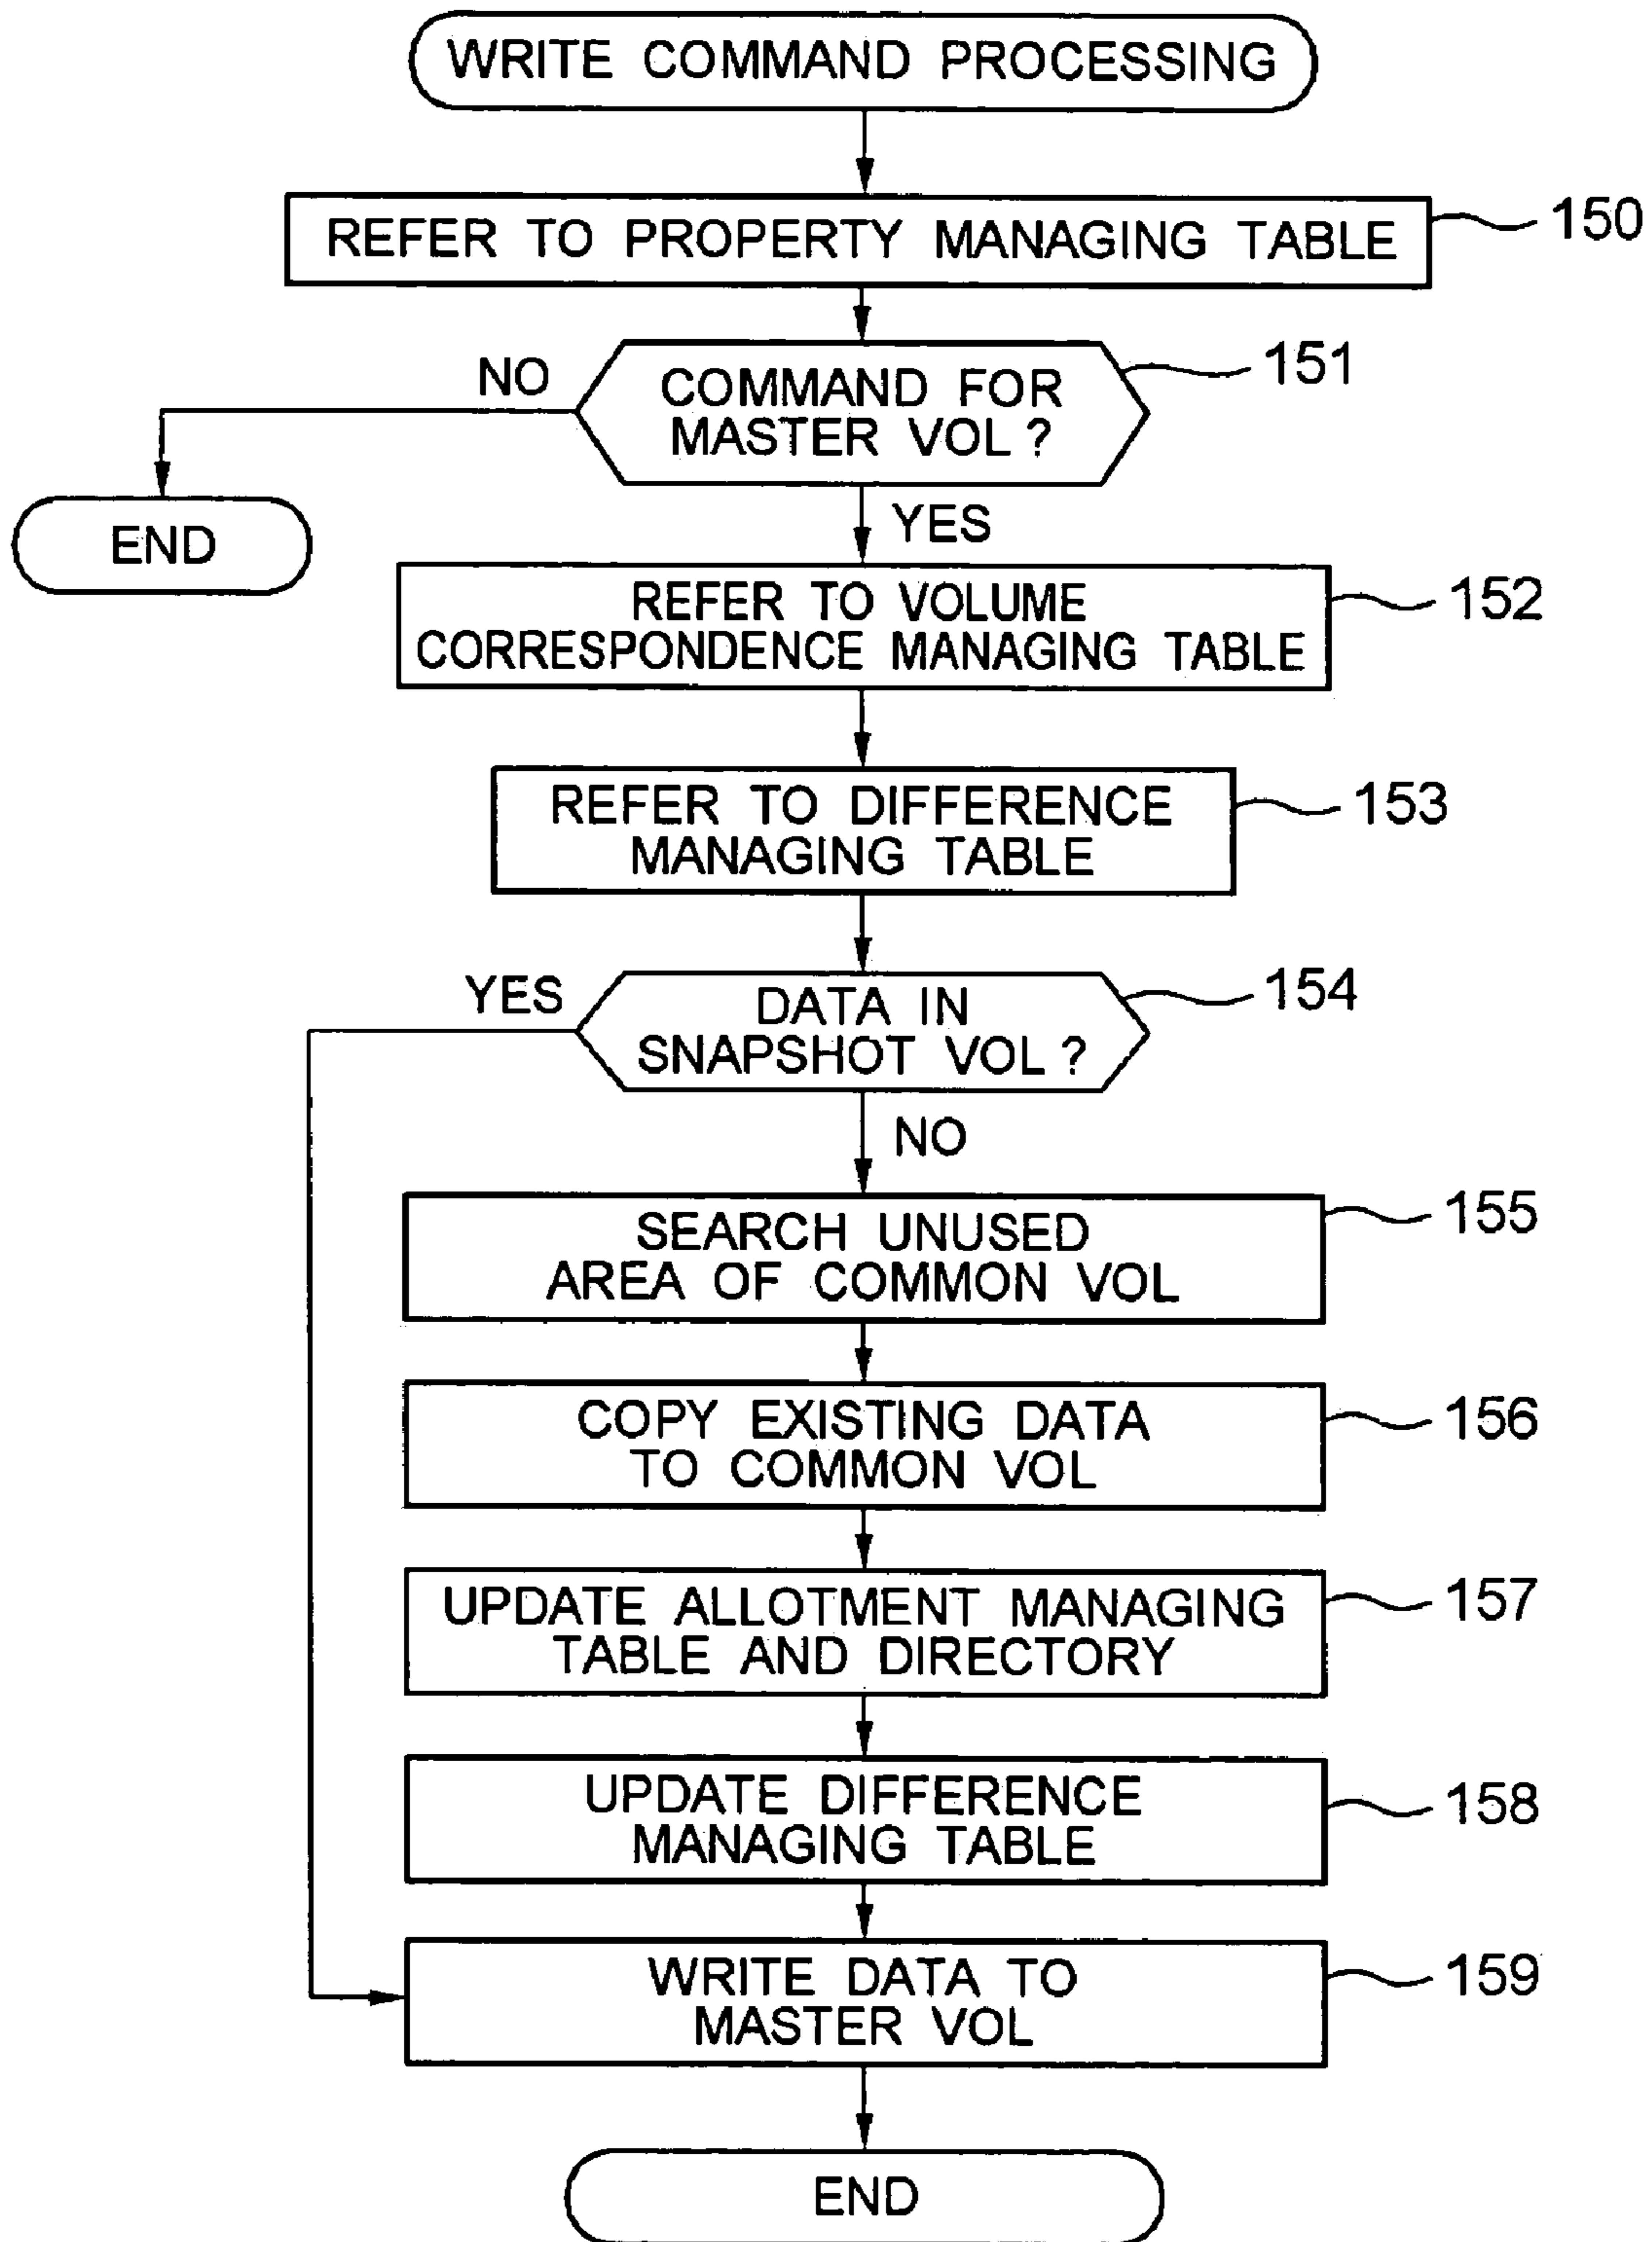 WRITE COMMAND PROCESSING
REFER TO PROPERTY MANAGING TABLE
150
COMMAND FOR
MASTER VOL ?
151
NO
END
YES
REFER TO VOLUME
CORRESPONDENCE MANAGING TABLE
152
REFER TO DIFFERENCE
MANAGING TABLE
153
YES
DATA IN
SNAPSHOT VOL ?
154
NO
SEARCH UNUSED
AREA OF COMMON VOL
155
COPY EXISTING DATA
TO COMMON VOL
156
UPDATE ALLOTMENT MANAGING
TABLE AND DIRECTORY
157
UPDATE DIFFERENCE
MANAGING TABLE
158
WRITE DATA TO
MASTER VOL
159
END